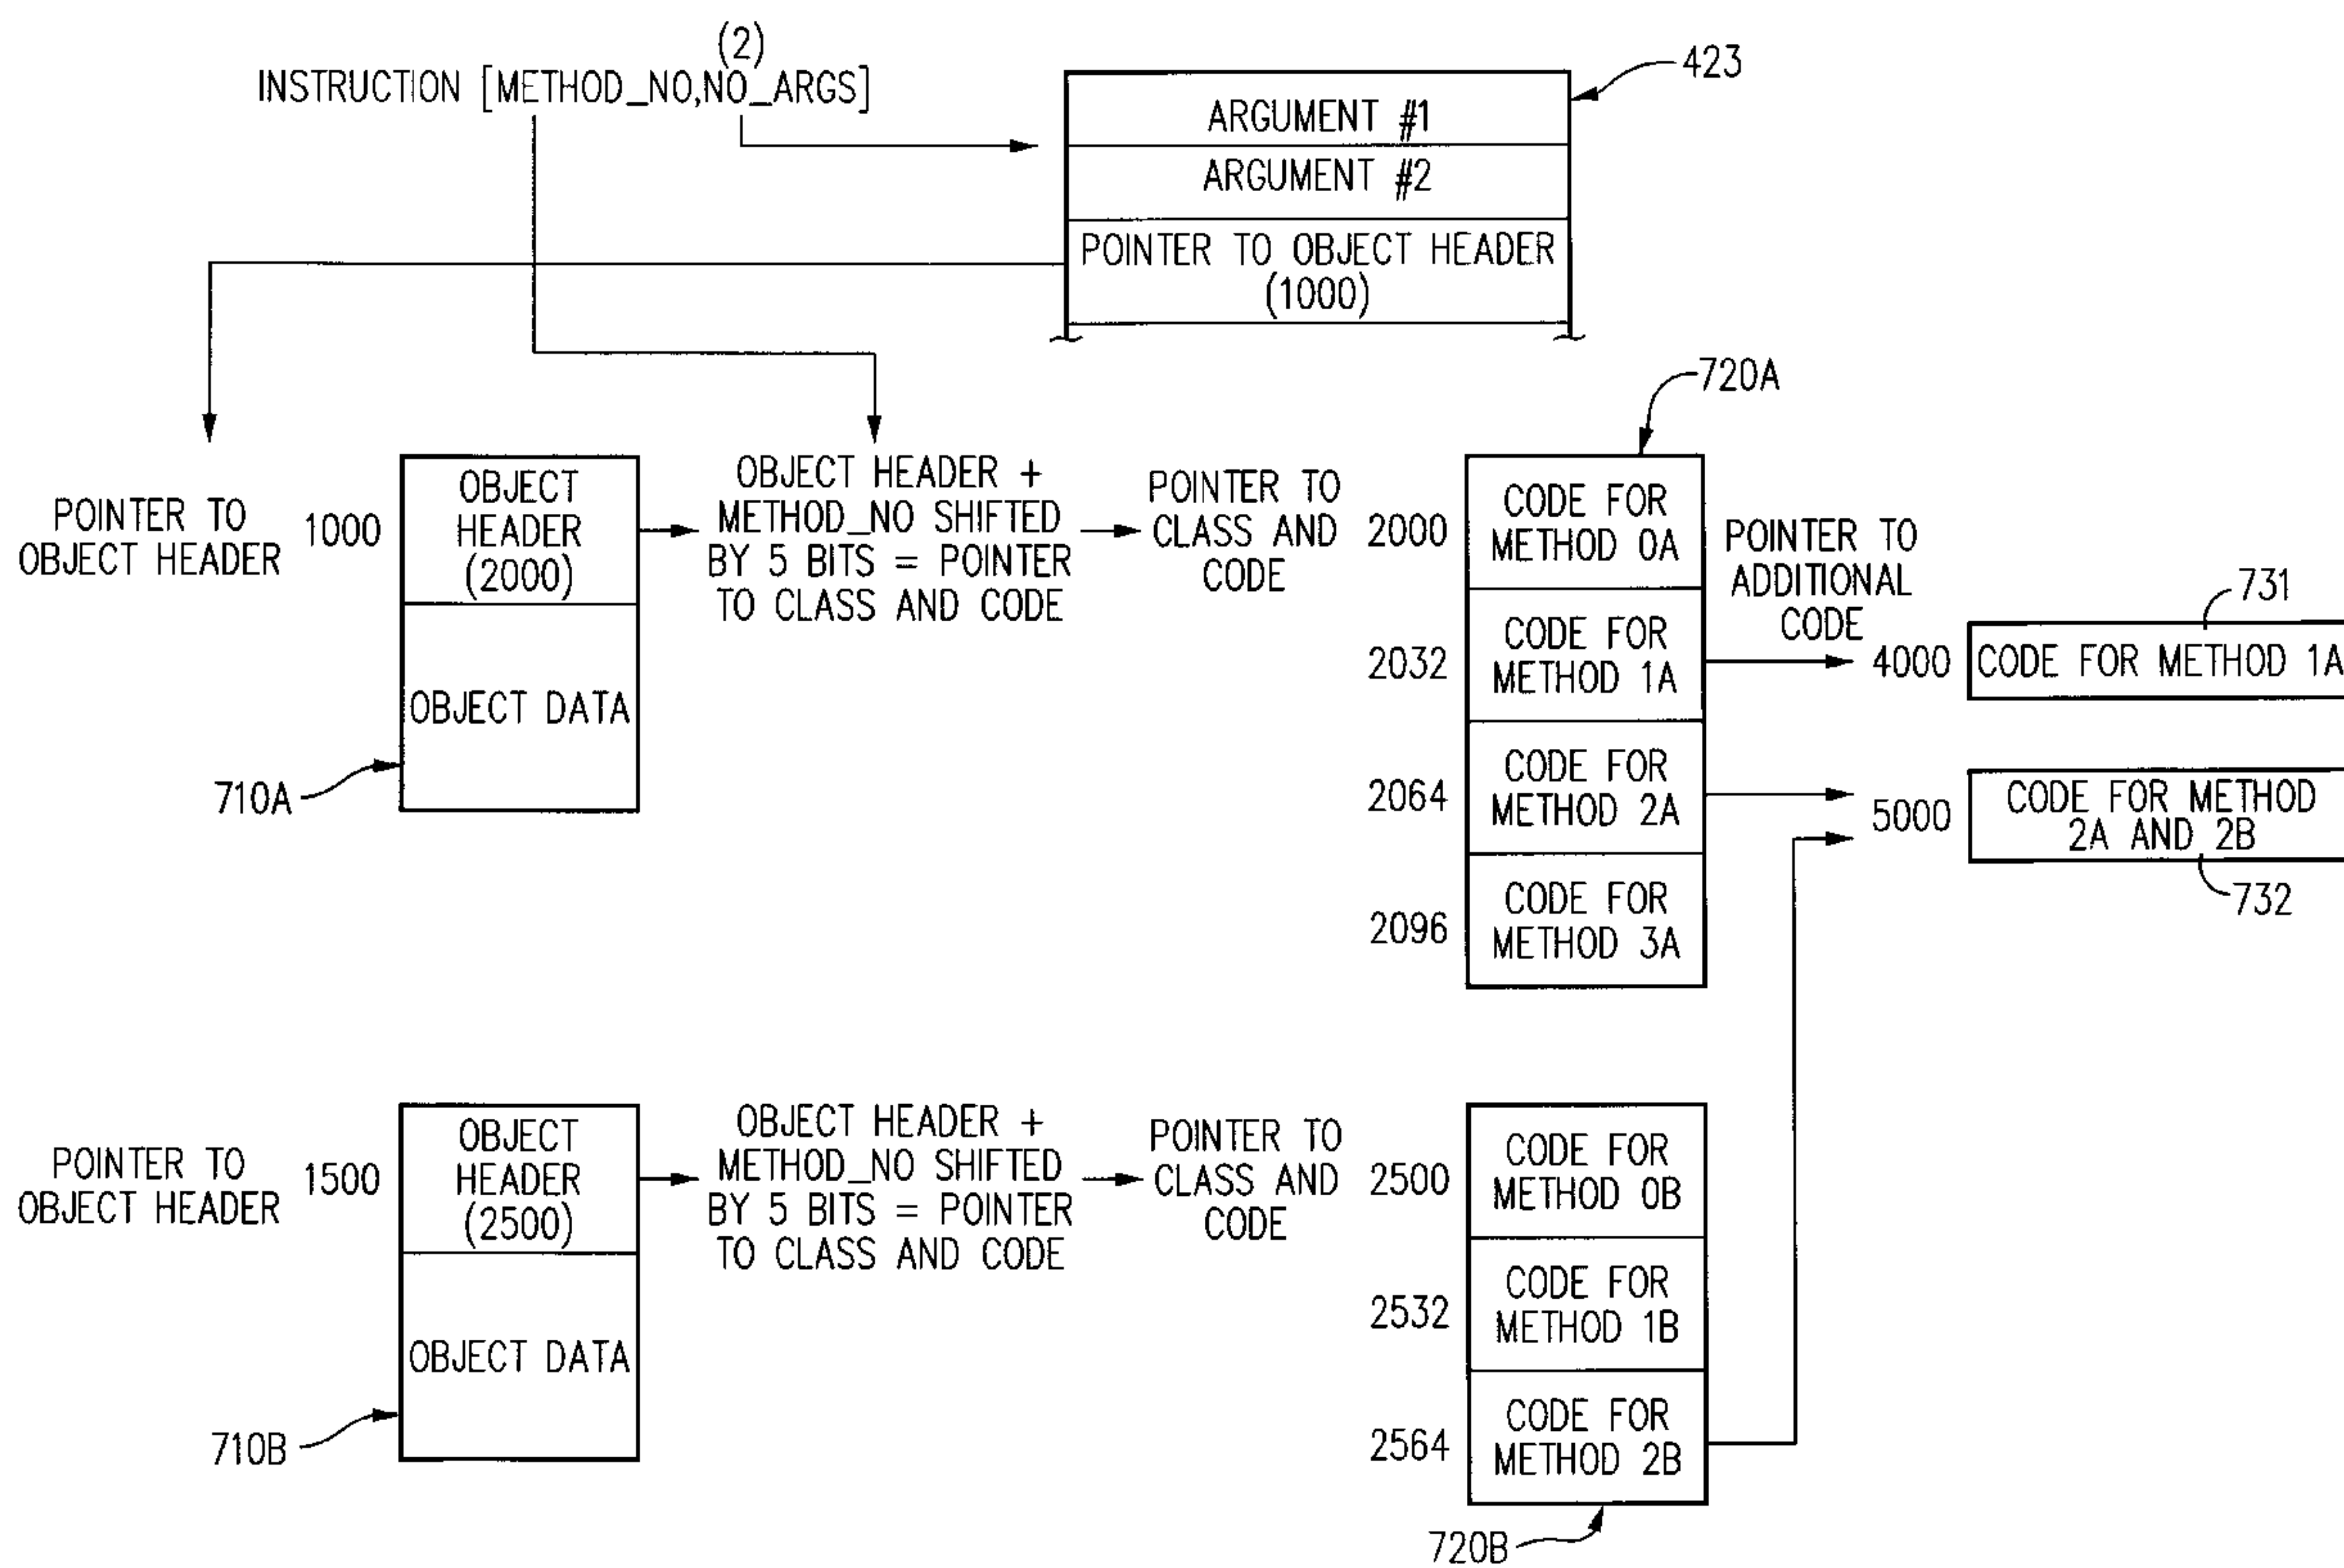 (2)
INSTRUCTION [METHOD_NO,NO_ARGS]
423
ARGUMENT #1
ARGUMENT #2
POINTER TO OBJECT HEADER
(1000)
720A
POINTER TO
OBJECT HEADER
1000
OBJECT
HEADER
(2000)
OBJECT DATA
710A
OBJECT HEADER +
METHOD_NO SHIFTED
BY 5 BITS = POINTER
TO CLASS AND CODE
POINTER TO
CLASS AND
CODE
2000
CODE FOR
METHOD 0A
2032
CODE FOR
METHOD 1A
2064
CODE FOR
METHOD 2A
2096
CODE FOR
METHOD 3A
POINTER TO
ADDITIONAL
CODE
731
4000
CODE FOR METHOD 1A
5000
CODE FOR METHOD
2A AND 2B
732
POINTER TO
OBJECT HEADER
1500
OBJECT
HEADER
(2500)
OBJECT DATA
710B
OBJECT HEADER +
METHOD_NO SHIFTED
BY 5 BITS = POINTER
TO CLASS AND CODE
POINTER TO
CLASS AND
CODE
2500
CODE FOR
METHOD 0B
2532
CODE FOR
METHOD 1B
2564
CODE FOR
METHOD 2B
720B